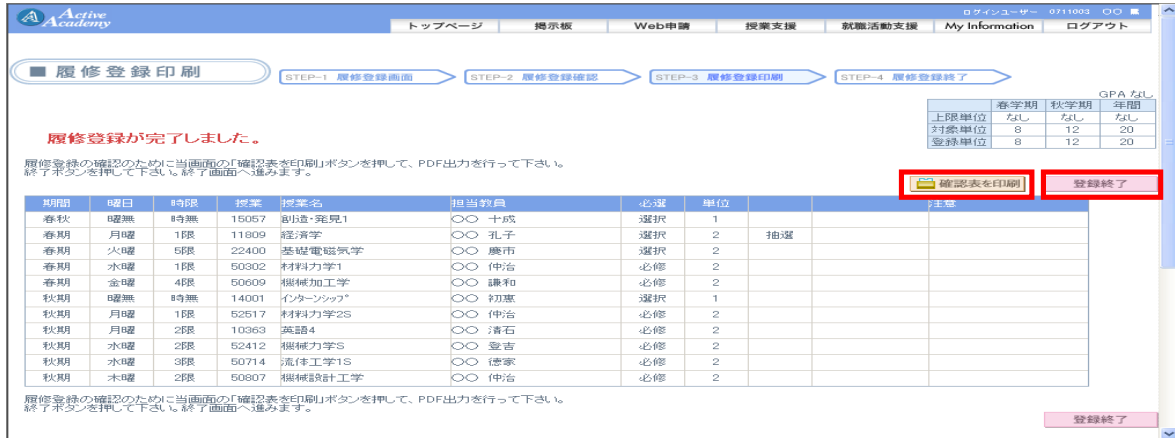 Active Academy
ログインユーザー 0711003 〇〇
トップページ 掲示板 Web申請 授業支援 就職活動支援 My Information ログアウト
■ 履修登録印刷
STEP-1 履修登録画面 STEP-2 履修登録確認 STEP-3 履修登録印刷 STEP-4 履修登録終了
GPA なし
春学期 秋学期 年間
上限単位 なし なし なし
対象単位 8 12 20
登録単位 8 12 20
履修登録が完了しました。
履修登録の確認のために当画面の「確認表を印刷」ボタンを押して、PDF出力を行って下さい。
終了ボタンを押して下さい。終了画面へ進みます。
確認表を印刷 登録終了
期間 曜日 時限 授業 授業名 担当教員 必選 単位 注意
春秋 曜無 時無 15057 創造・発見1 〇〇 十成 選択 1
春期 月曜 1限 11809 経済学 〇〇 孔子 選択 2 抽選
春期 火曜 5限 22400 基礎電磁気学 〇〇 慶市 選択 2
春期 水曜 1限 50302 材料力学1 〇〇 仲治 必修 2
春期 金曜 4限 50609 機械加工学 〇〇 謙和 必修 2
秋期 曜無 時無 14001 インターンシップ 〇〇 初恵 選択 1
秋期 月曜 1限 52517 材料力学2S 〇〇 仲治 必修 2
秋期 月曜 2限 10363 英語4 〇〇 清石 必修 2
秋期 水曜 2限 52412 機械力学S 〇〇 登吉 必修 2
秋期 水曜 3限 50714 流体工学1S 〇〇 徳家 必修 2
秋期 木曜 2限 50807 機械設計工学 〇〇 仲治 必修 2
履修登録の確認のために当画面の「確認表を印刷」ボタンを押して、PDF出力を行って下さい。
終了ボタンを押して下さい。終了画面へ進みます。
登録終了